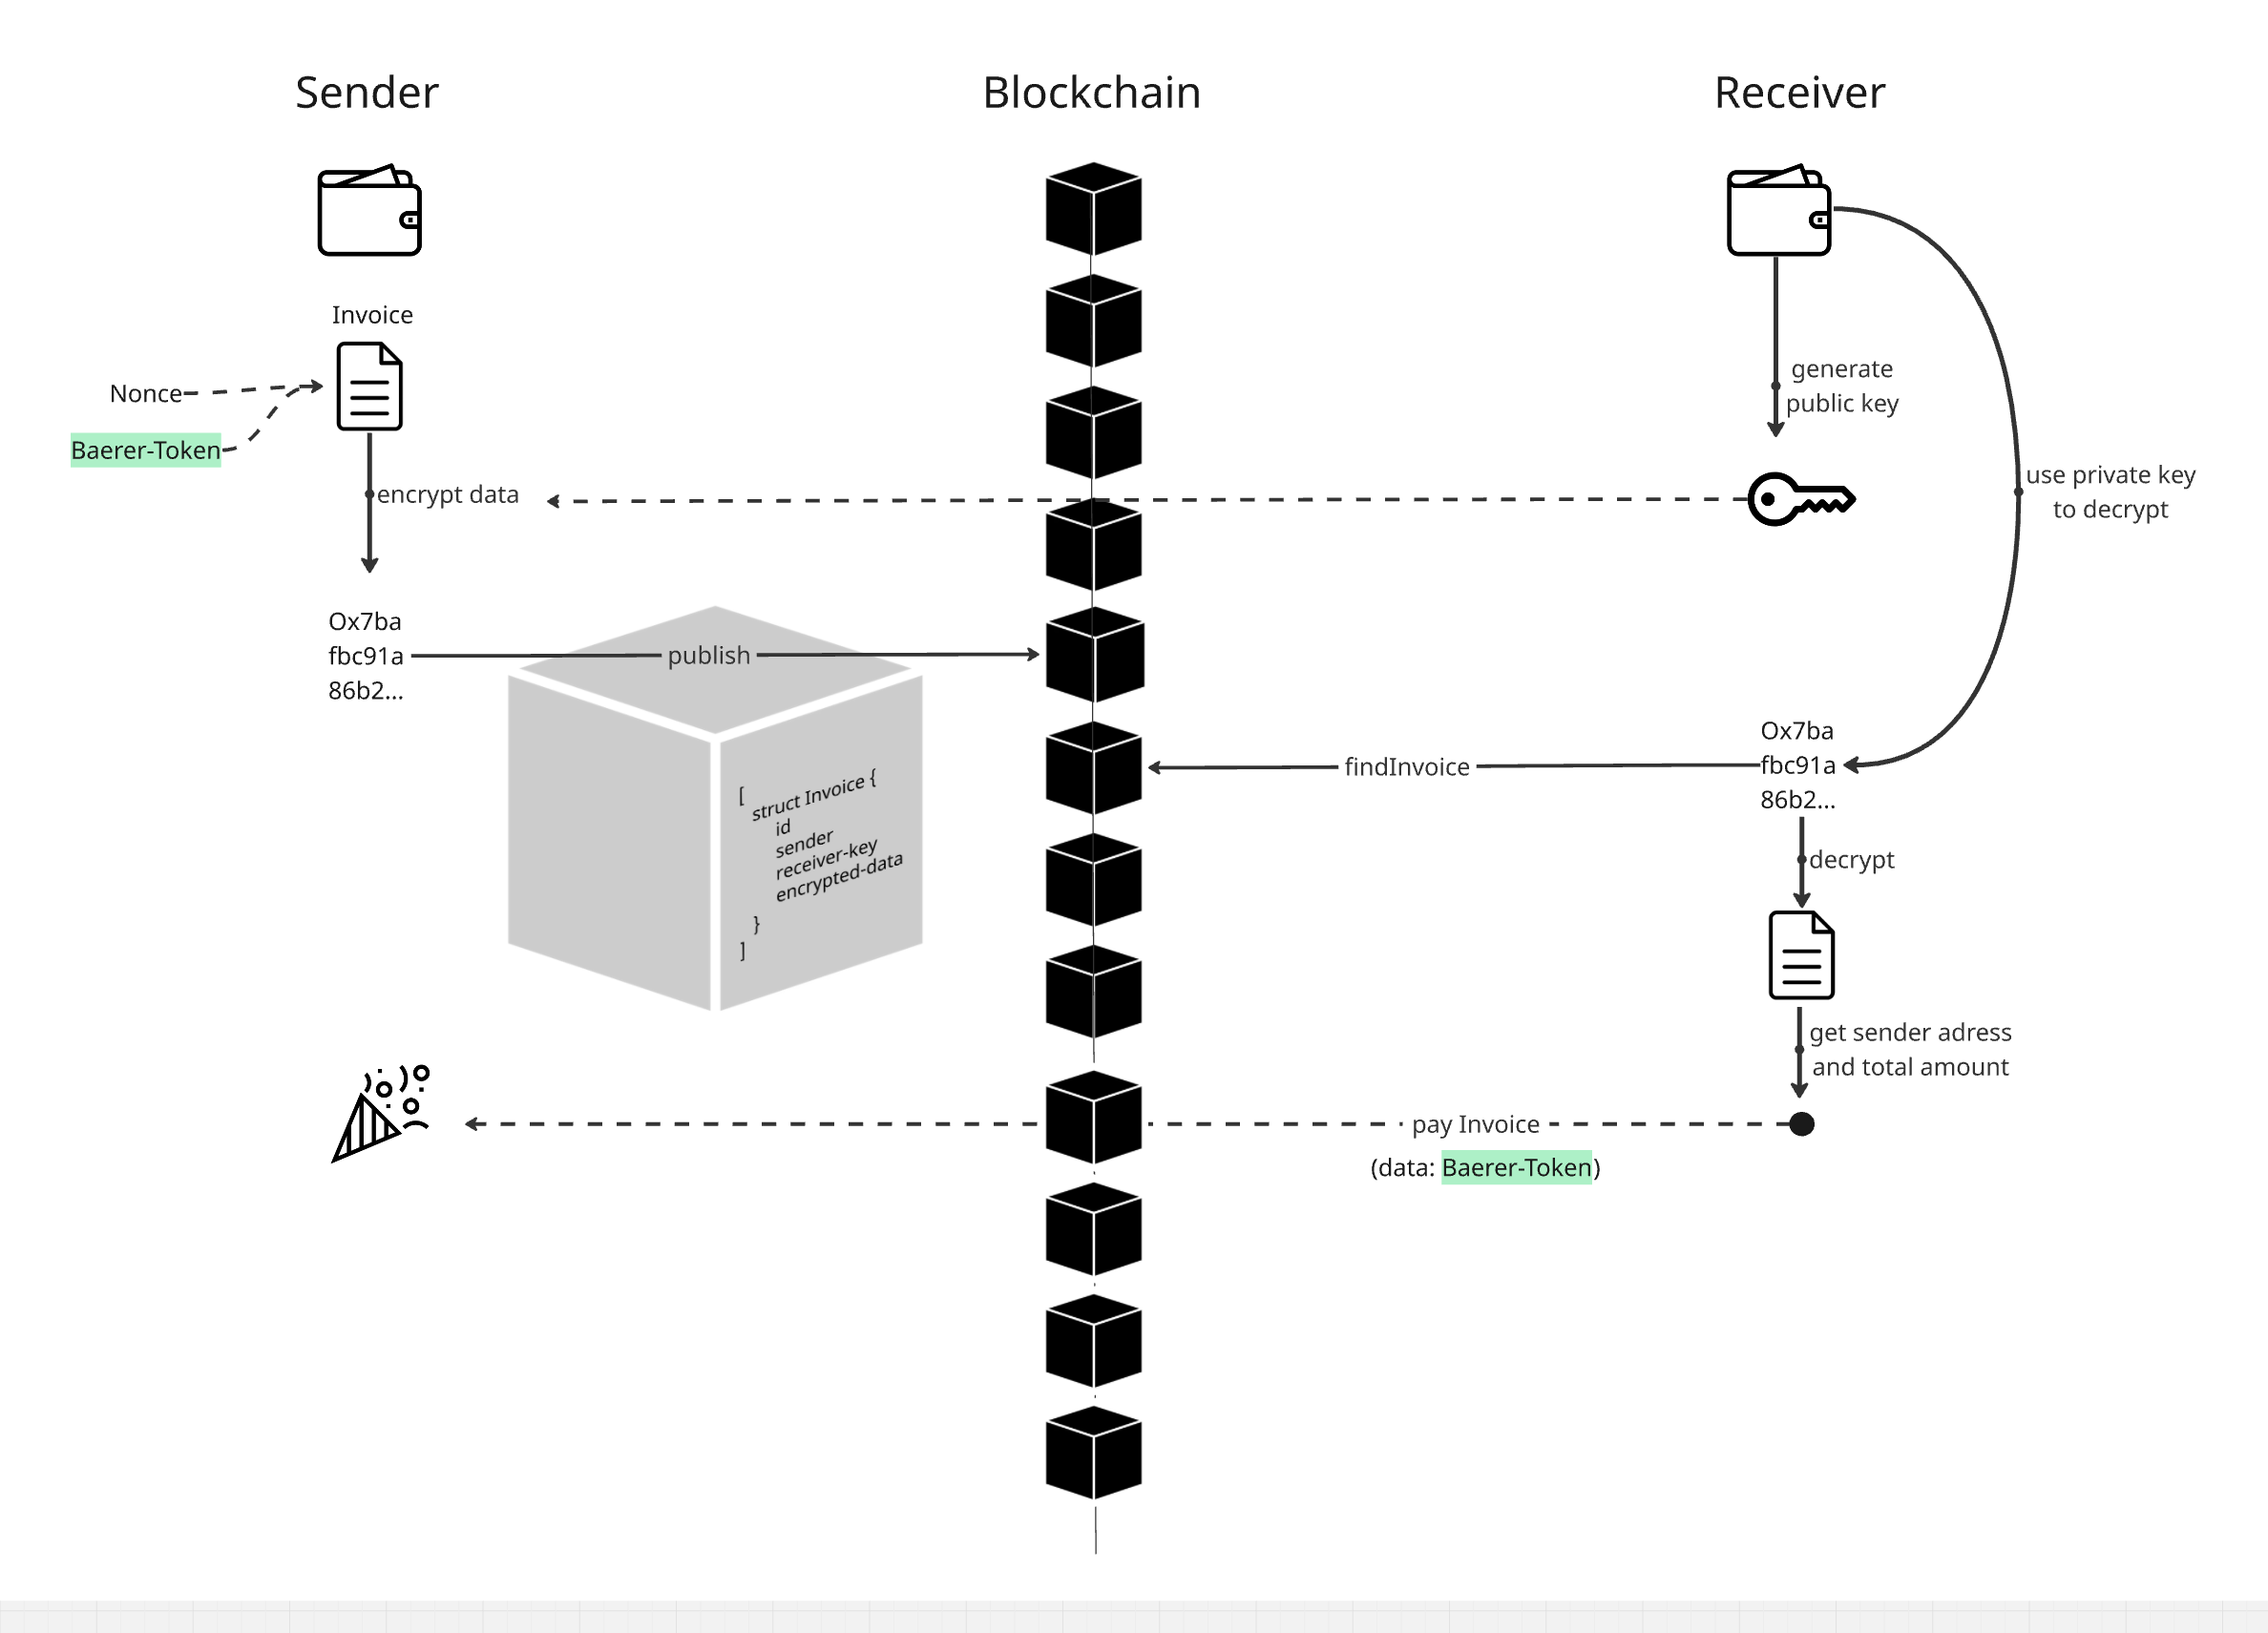 Sender
Blockchain
Receiver
Invoice
Nonce
Baerer-Token
encrypt data
generate
public key
use private key
to decrypt
Ox7ba
fbc91a
86b2...
publish
[
struct Invoice {
id
sender
receiver-key
encrypted-data
}
]
findInvoice
Ox7ba
fbc91a
86b2...
decrypt
get sender adress
and total amount
pay Invoice
(data: Baerer-Token)